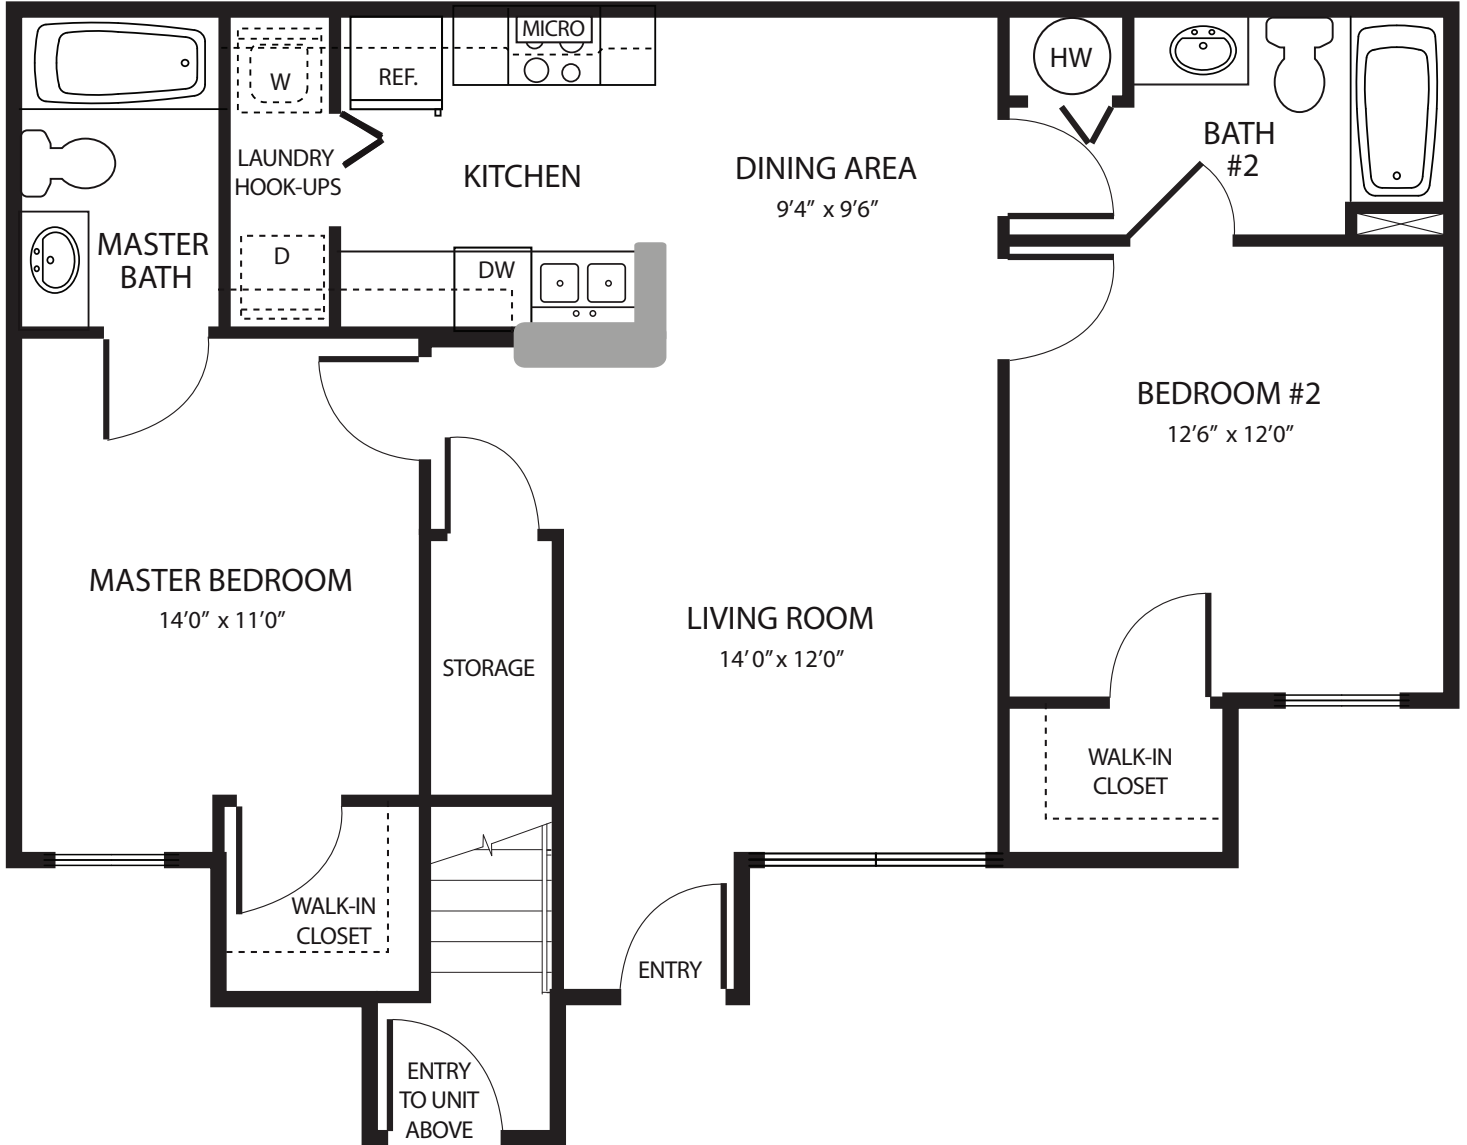 MICRO
W
REF.
HW
LAUNDRY
HOOK-UPS
KITCHEN
DINING AREA
9’4” x 9’6”
BATH
#2
MASTER
BATH
D
DW
BEDROOM #2
12’6” x 12’0”
MASTER BEDROOM
14’0” x 11’0”
STORAGE
LIVING ROOM
14’0” x 12’0”
WALK-IN
CLOSET
WALK-IN
CLOSET
ENTRY
ENTRY
TO UNIT
ABOVE